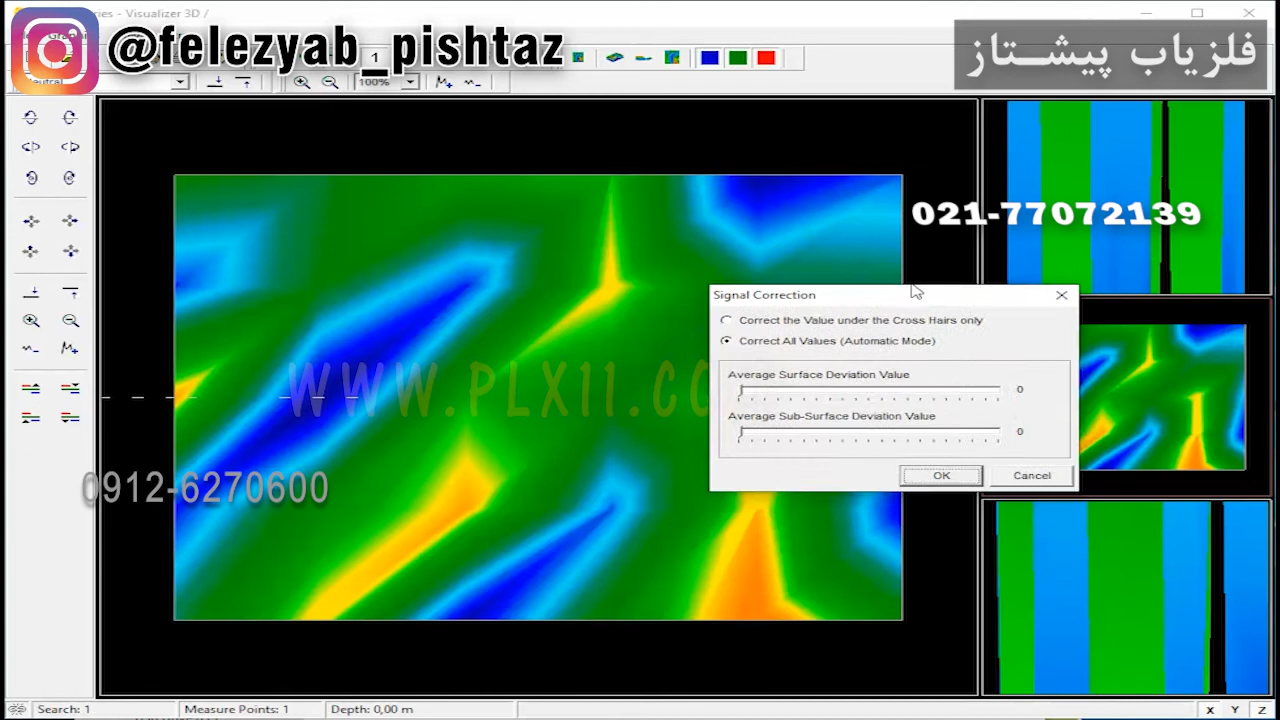 ries - Visualizer 3D /
@felezyab_pishtaz
فلزیاب پیشتاز
1
100%
021-77072139
Signal Correction
Correct the Value under the Cross Hairs only
Correct All Values (Automatic Mode)
Average Surface Deviation Value
0
Average Sub-Surface Deviation Value
0
OK
Cancel
WWW.PLX11.CO
0912-6270600
Search: 1
Measure Points: 1
Depth: 0,00 m
X Y Z